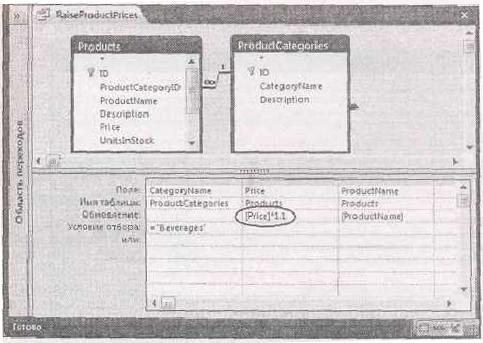 »
RaiseProductPrices
Products
*
ID
ProductCategoryID
ProductName
Description
Price
UnitsInStock
ProductCategories
*
ID
CategoryName
Description
∞ 1
Область переходов
Поле: CategoryName Price ProductName
Имя таблицы: ProductCategories Products Products
Обновление: [Price]*1.1 [ProductName]
Условие отбора: ="Beverages"
или:
Готово